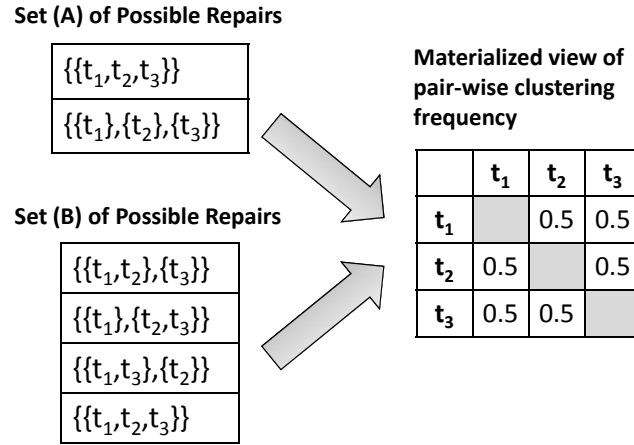 Set (A) of Possible Repairs
{{t₁,t₂,t₃}}
{{t₁},{t₂},{t₃}}
Set (B) of Possible Repairs
{{t₁,t₂},{t₃}}
{{t₁},{t₂,t₃}}
{{t₁,t₃},{t₂}}
{{t₁,t₂,t₃}}
Materialized view of
pair-wise clustering
frequency
t₁ t₂ t₃
t₁ 0.5 0.5
t₂ 0.5 0.5
t₃ 0.5 0.5